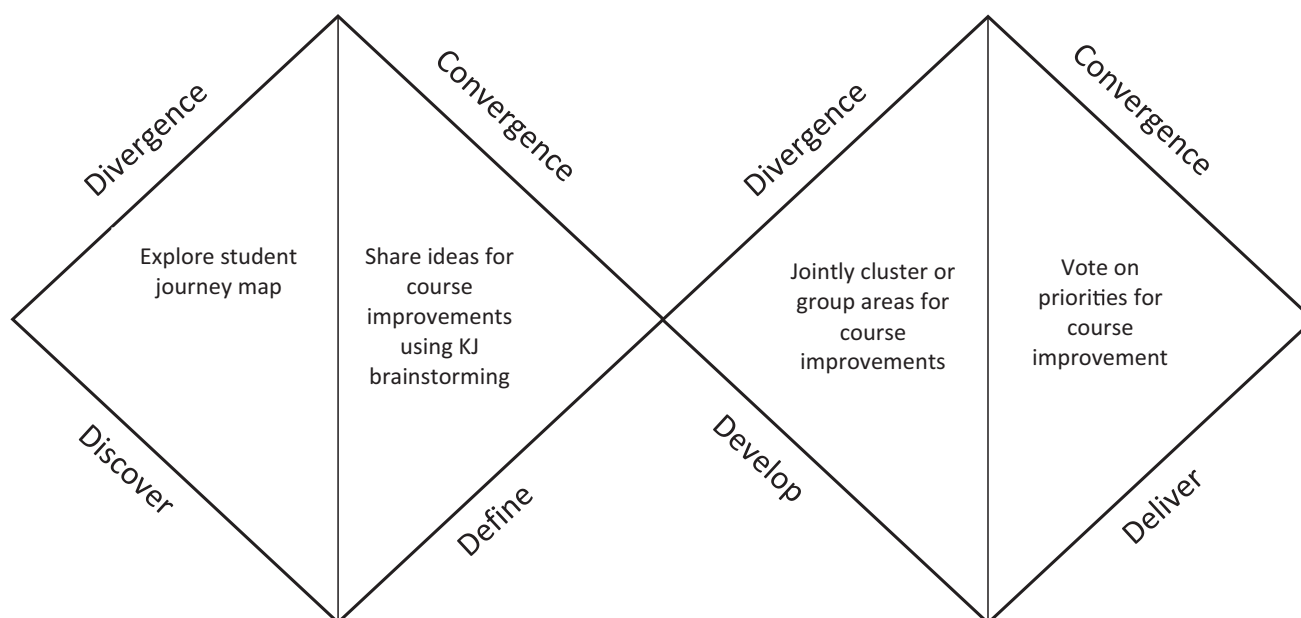 Divergence
Convergence
Explore student
journey map
Share ideas for
course
improvements
using KJ
brainstorming
Discover
Define
Divergence
Convergence
Jointly cluster or
group areas for
course
improvements
Vote on
priorities for
course
improvement
Develop
Deliver